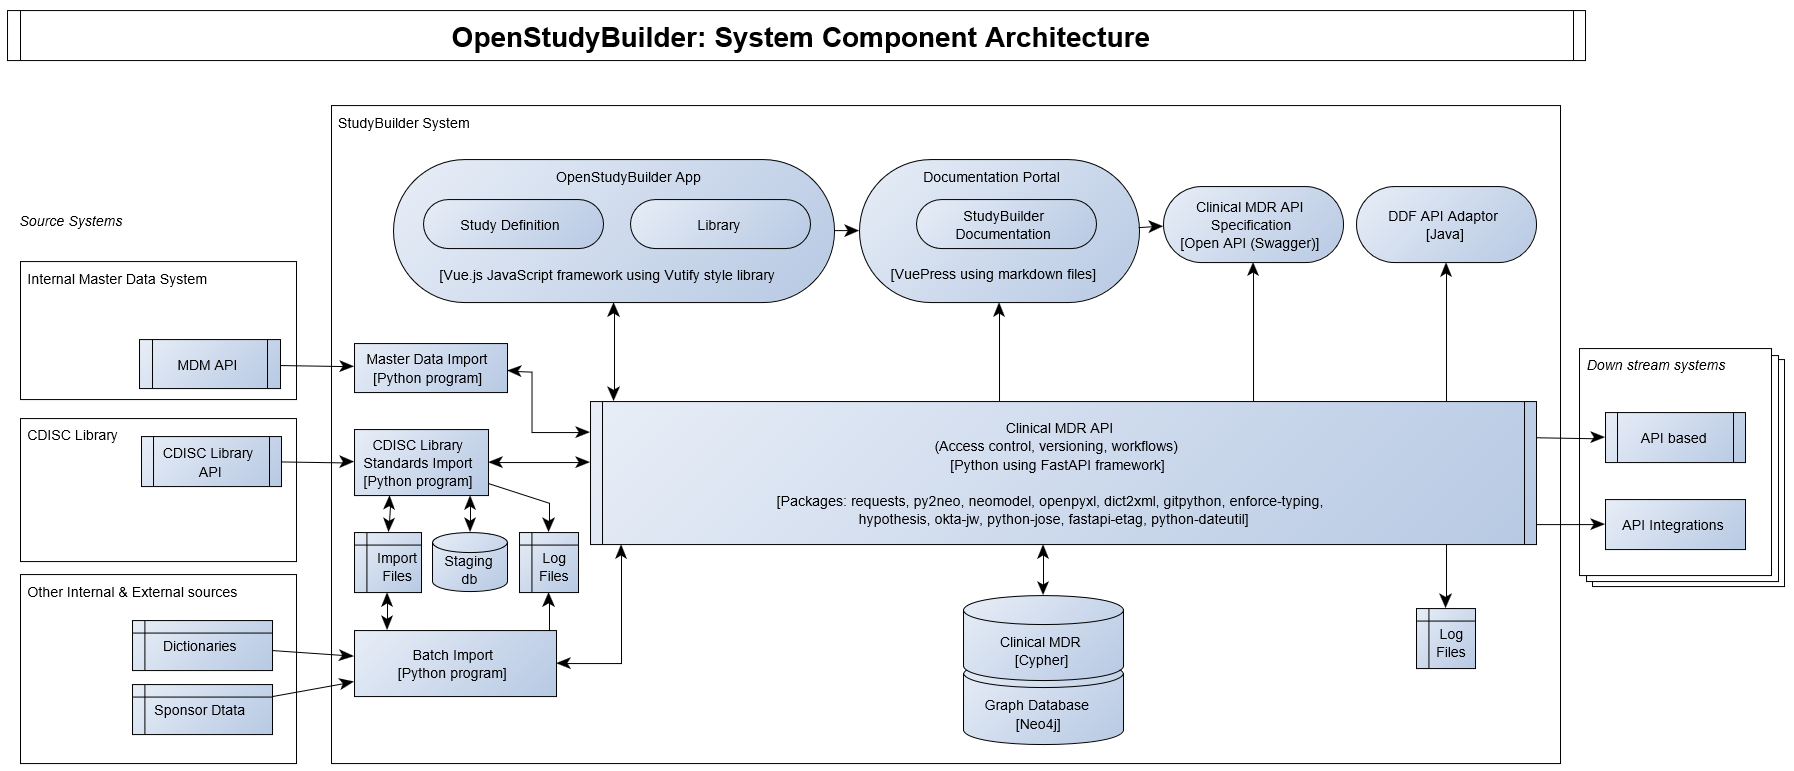 OpenStudyBuilder: System Component Architecture
StudyBuilder System
Source Systems
Internal Master Data System
MDM API
CDISC Library
CDISC Library
API
Other Internal & External sources
Dictionaries
Sponsor Dtata
OpenStudyBuilder App
Study Definition
Library
[Vue.js JavaScript framework using Vutify style library
Documentation Portal
StudyBuilder
Documentation
[VuePress using markdown files]
Clinical MDR API
Specification
[Open API (Swagger)]
DDF API Adaptor
[Java]
Master Data Import
[Python program]
CDISC Library
Standards Import
[Python program]
Import
Files
Staging
db
Log
Files
Batch Import
[Python program]
Clinical MDR API
(Access control, versioning, workflows)
[Python using FastAPI framework]
[Packages: requests, py2neo, neomodel, openpyxl, dict2xml, gitpython, enforce-typing,
hypothesis, okta-jw, python-jose, fastapi-etag, python-dateutil]
Clinical MDR
[Cypher]
Graph Database
[Neo4j]
Log
Files
Down stream systems
API based
API Integrations